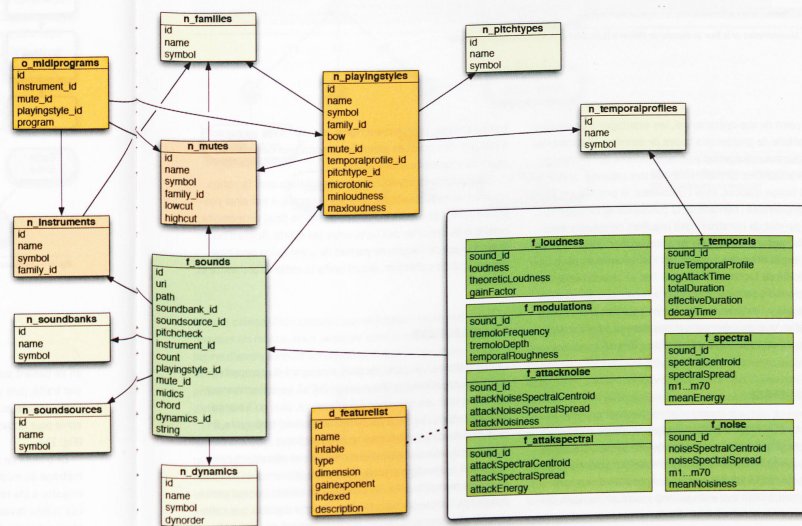 n_families
id
name
symbol
n_pitchtypes
id
name
symbol
o_midiprograms
id
instrument_id
mute_id
playingstyle_id
program
n_playingstyles
id
name
symbol
family_id
bow
mute_id
temporalprofile_id
pitchtype_id
microtonic
minloudness
maxloudness
n_temporalprofiles
id
name
symbol
n_mutes
id
name
symbol
family_id
lowcut
highcut
n_instruments
id
name
symbol
family_id
f_sounds
id
uri
path
soundbank_id
soundsource_id
pitchcheck
instrument_id
count
playingstyle_id
mute_id
midics
chord
dynamics_id
string
n_soundbanks
id
name
symbol
n_soundsources
id
name
symbol
n_dynamics
id
name
symbol
dynorder
d_featurelist
id
name
intable
type
dimension
gainexponent
indexed
description
f_loudness
sound_id
loudness
theoreticLoudness
gainFactor
f_modulations
sound_id
tremoloFrequency
tremoloDepth
temporalRoughness
f_attacknoise
sound_id
attackNoiseSpectralCentroid
attackNoiseSpectralSpread
attackNoisiness
f_attakspectral
sound_id
attackSpectralCentroid
attackSpectralSpread
attackEnergy
f_temporals
sound_id
trueTemporalProfile
logAttackTime
totalDuration
effectiveDuration
decayTime
f_spectral
sound_id
spectralCentroid
spectralSpread
m1...m70
meanEnergy
f_noise
sound_id
noiseSpectralCentroid
noiseSpectralSpread
m1...m70
meanNoisiness